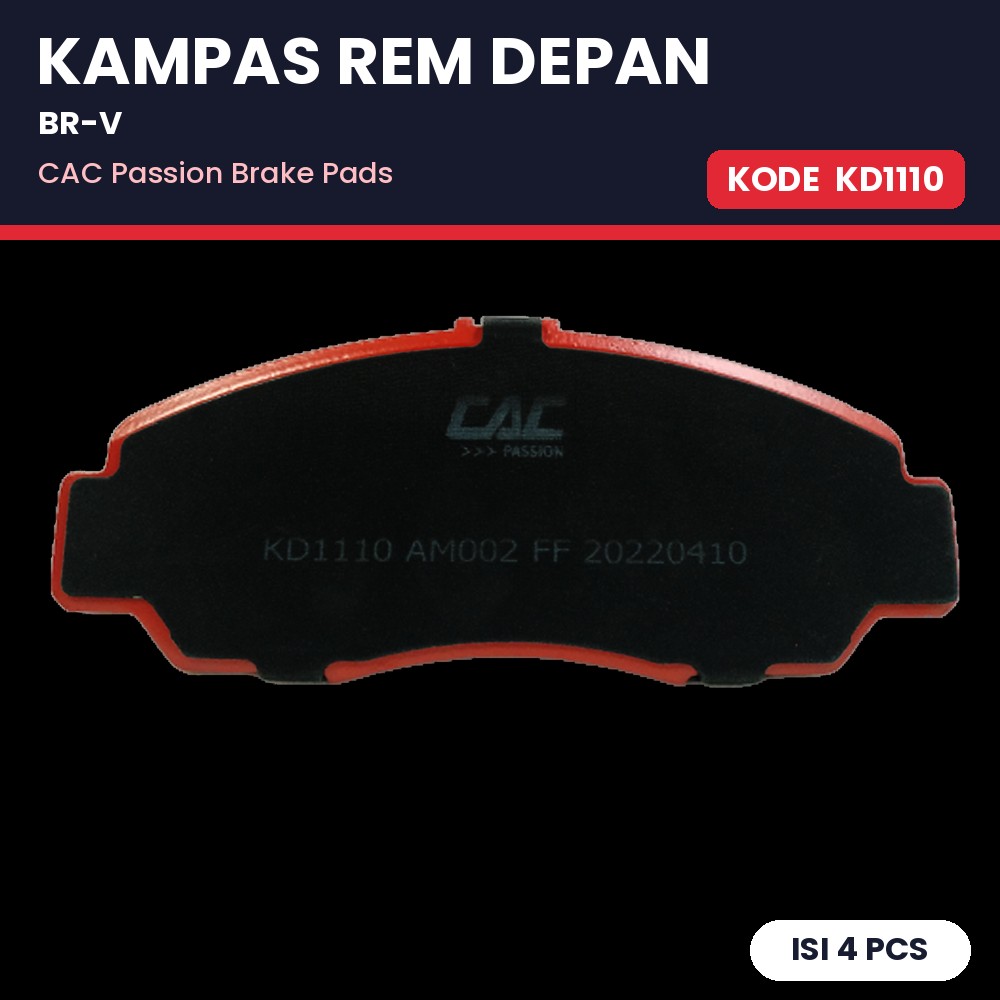 KAMPAS REM DEPAN
BR-V
CAC Passion Brake Pads
KODE KD1110
CAC
>>> PASSION
KD1110 AM002 FF 20220410
ISI 4 PCS